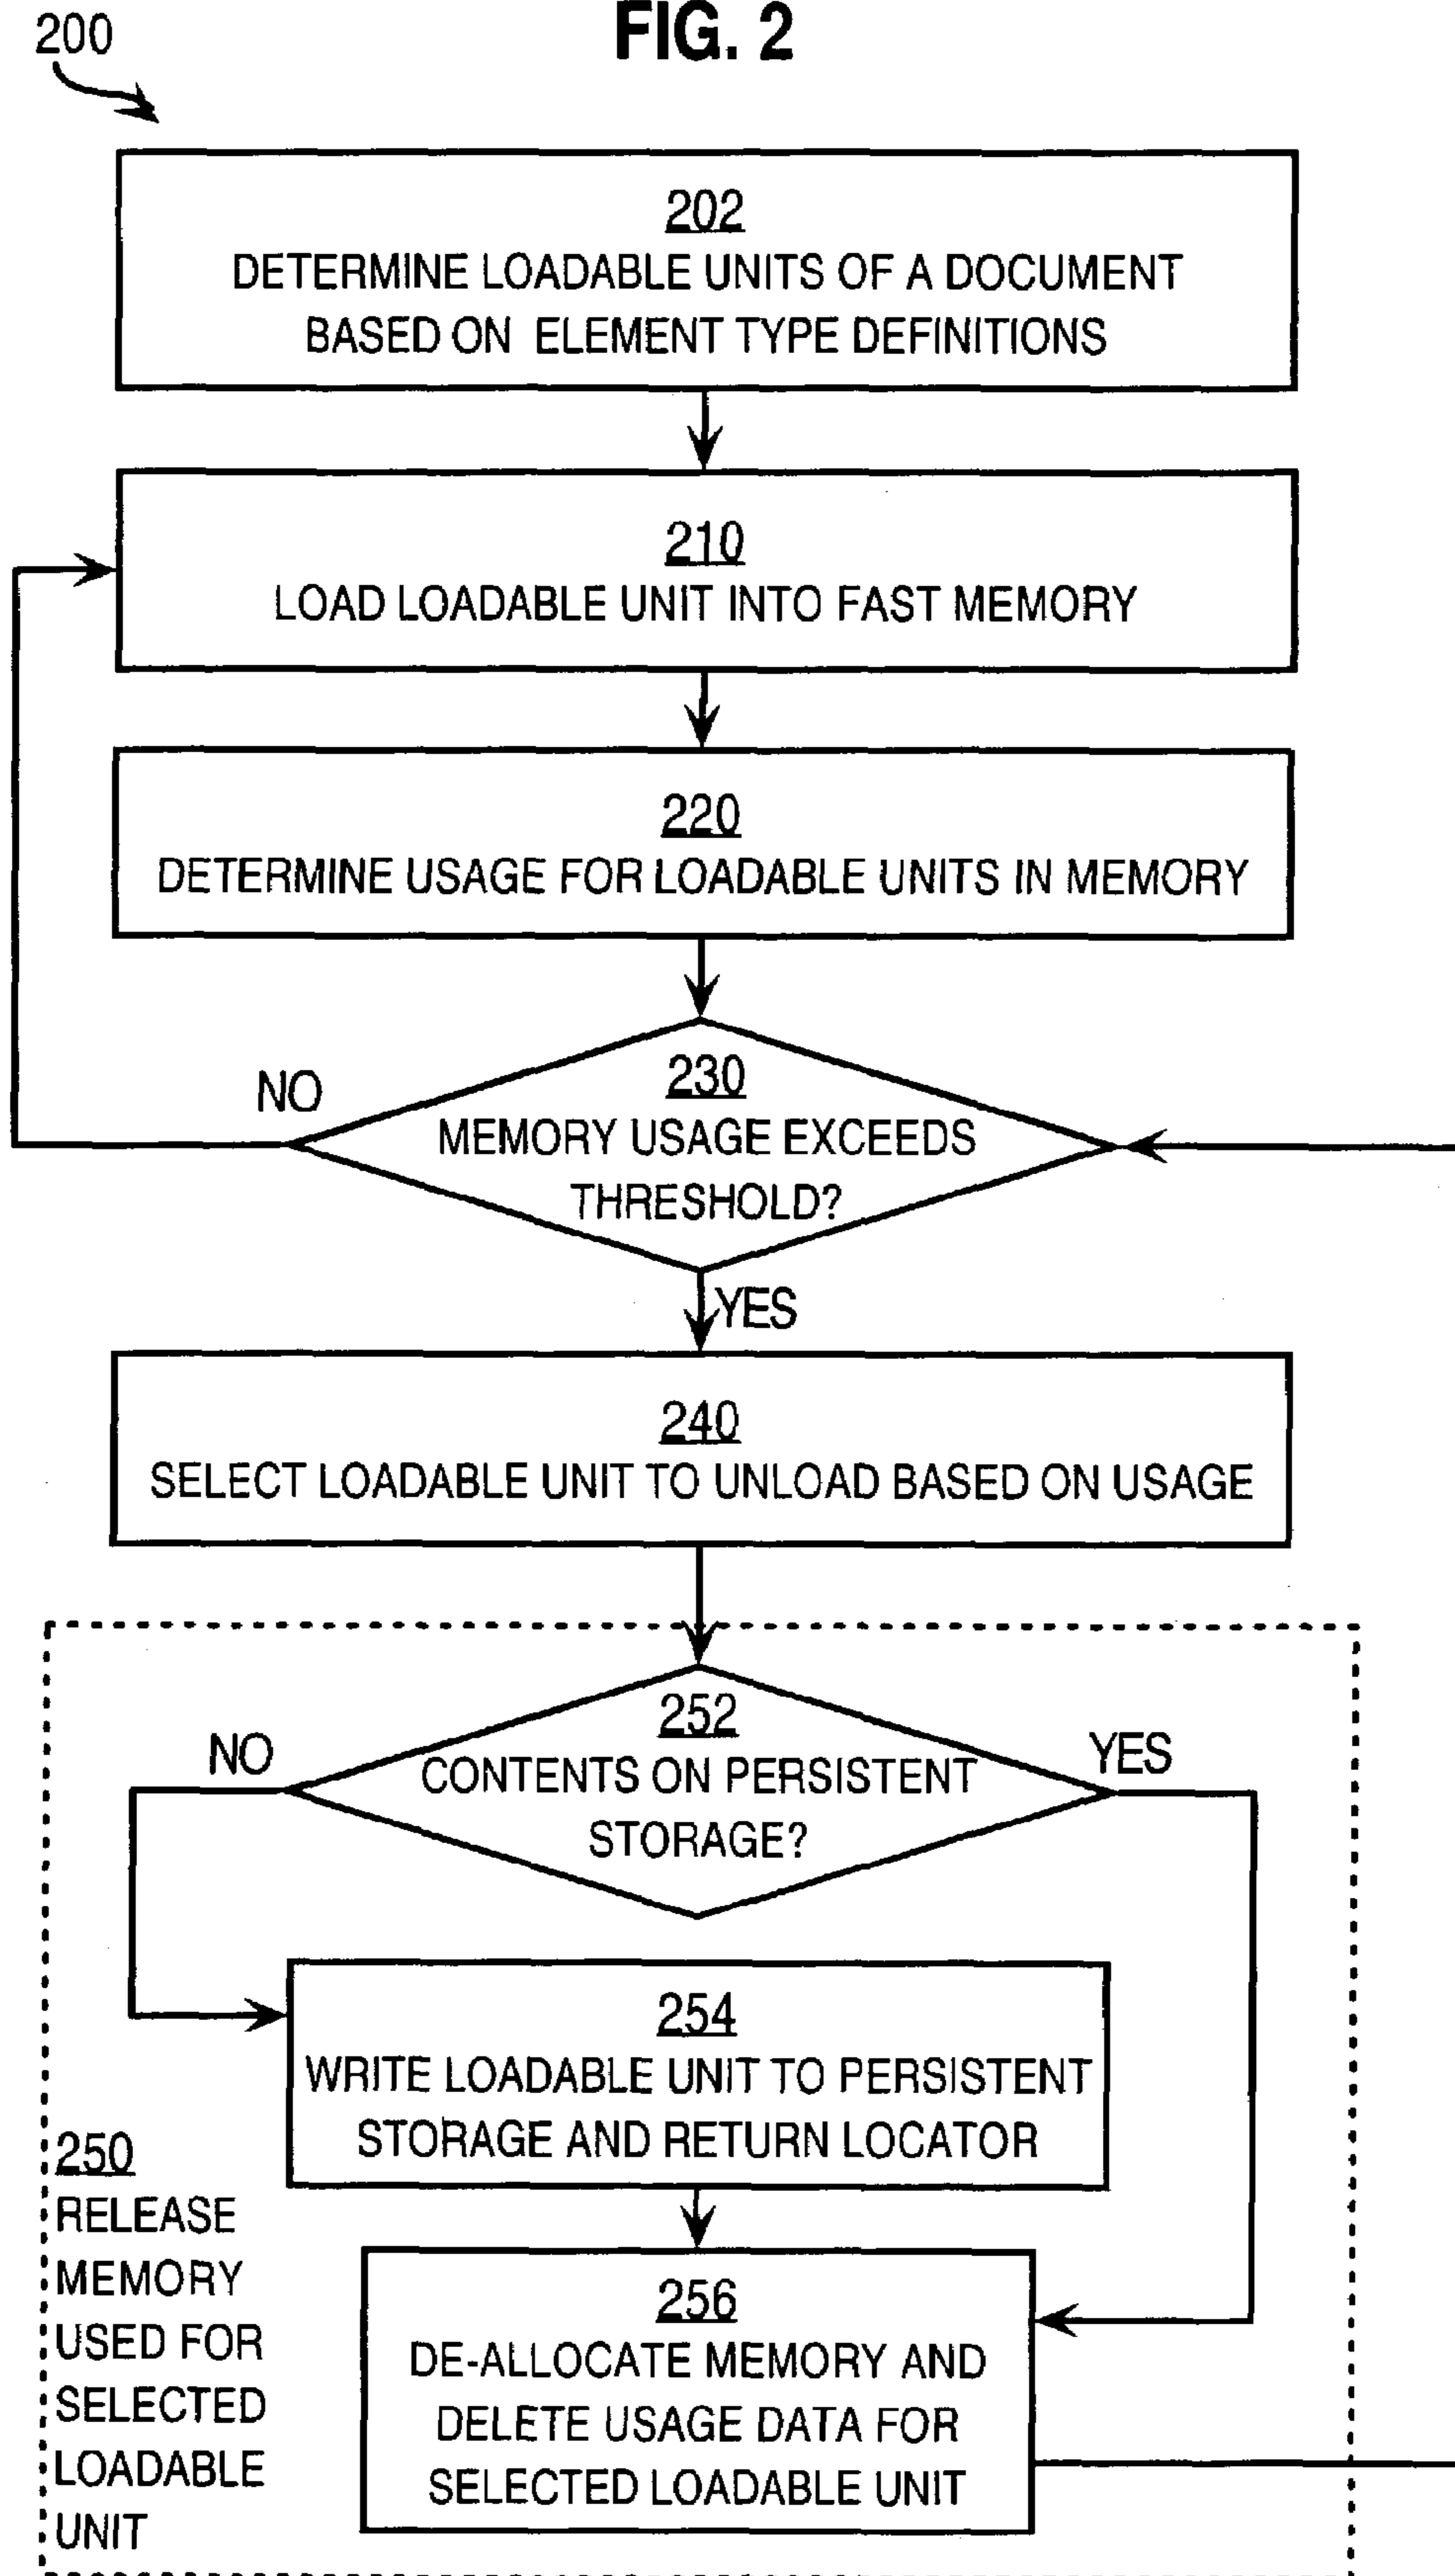 FIG. 2
200
202
DETERMINE LOADABLE UNITS OF A DOCUMENT
BASED ON ELEMENT TYPE DEFINITIONS
210
LOAD LOADABLE UNIT INTO FAST MEMORY
220
DETERMINE USAGE FOR LOADABLE UNITS IN MEMORY
230
MEMORY USAGE EXCEEDS
THRESHOLD?
NO
YES
240
SELECT LOADABLE UNIT TO UNLOAD BASED ON USAGE
252
CONTENTS ON PERSISTENT
STORAGE?
NO
YES
254
WRITE LOADABLE UNIT TO PERSISTENT
STORAGE AND RETURN LOCATOR
250
RELEASE
MEMORY
USED FOR
SELECTED
LOADABLE
UNIT
256
DE-ALLOCATE MEMORY AND
DELETE USAGE DATA FOR
SELECTED LOADABLE UNIT